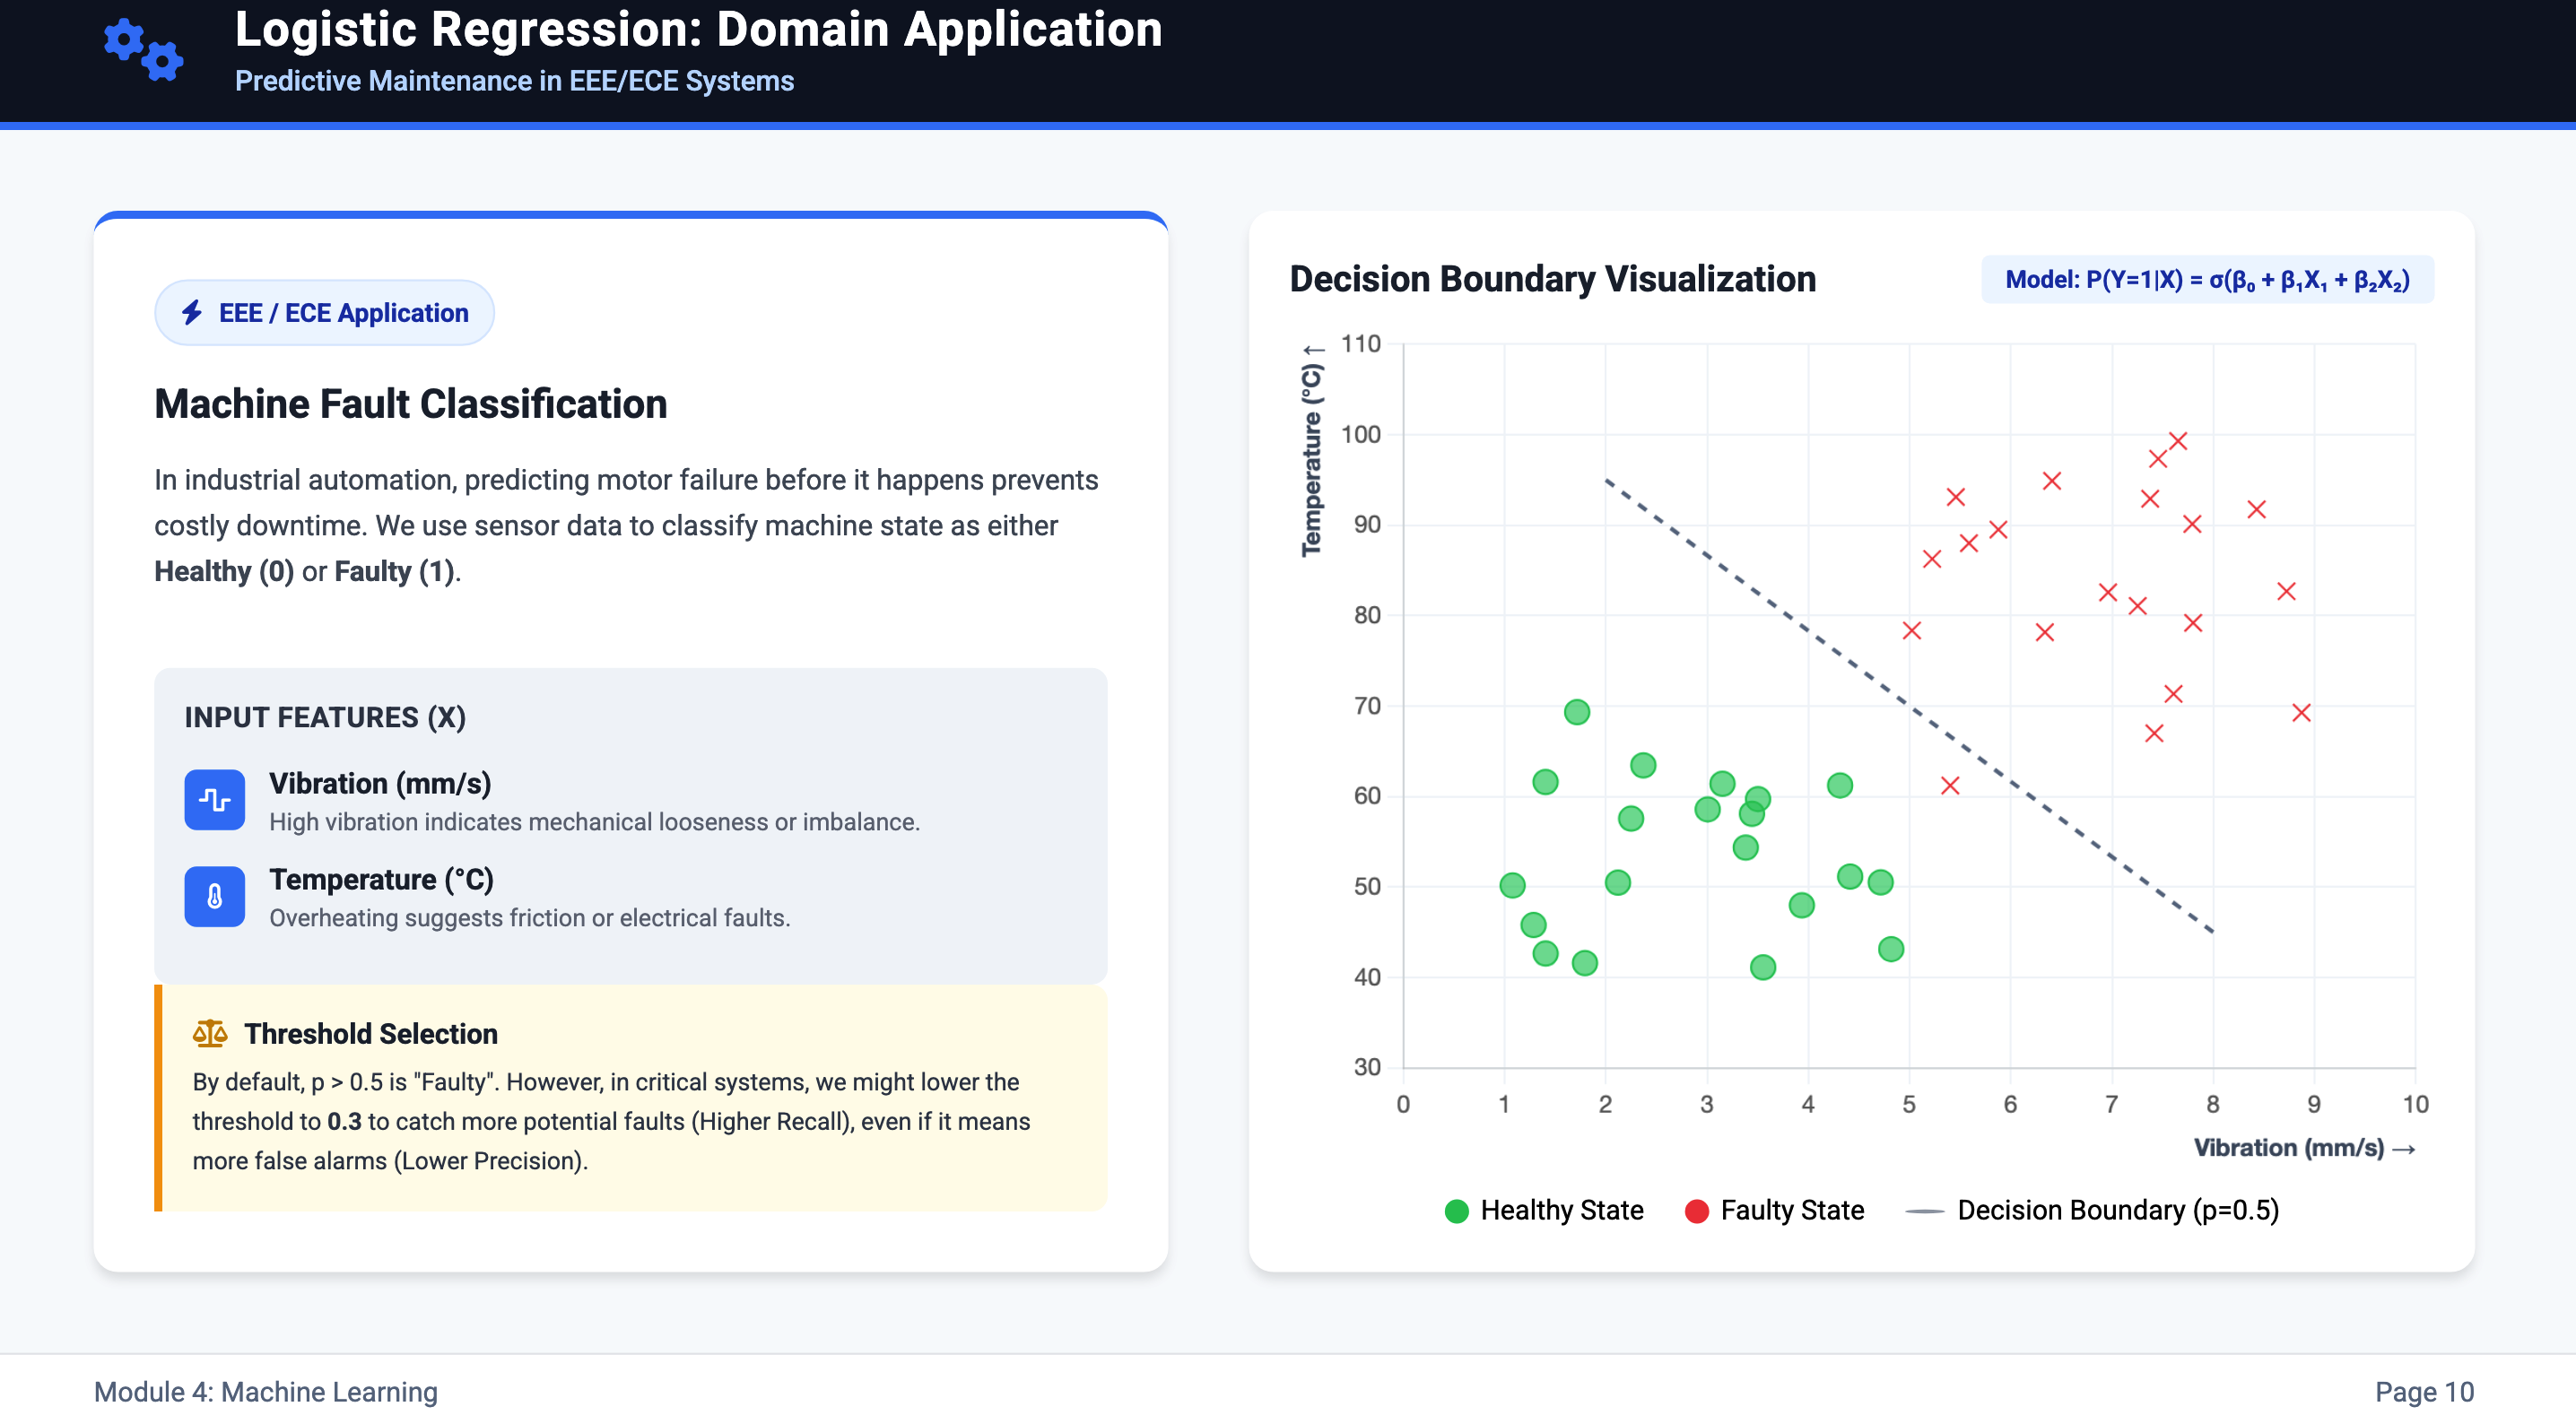 Logistic Regression: Domain Application
Predictive Maintenance in EEE/ECE Systems
EEE / ECE Application
Machine Fault Classification
In industrial automation, predicting motor failure before it happens prevents
costly downtime. We use sensor data to classify machine state as either
Healthy (0) or Faulty (1).
INPUT FEATURES (X)
Vibration (mm/s)
High vibration indicates mechanical looseness or imbalance.
Temperature (°C)
Overheating suggests friction or electrical faults.
Threshold Selection
By default, p > 0.5 is "Faulty". However, in critical systems, we might lower the
threshold to 0.3 to catch more potential faults (Higher Recall), even if it means
more false alarms (Lower Precision).
Decision Boundary Visualization
Model: P(Y=1|X) = σ(β₀ + β₁X₁ + β₂X₂)
Temperature (°C) ↑
110
100
90
80
70
60
50
40
30
0 1 2 3 4 5 6 7 8 9 10
Vibration (mm/s) →
Healthy State Faulty State Decision Boundary (p=0.5)
Module 4: Machine Learning
Page 10